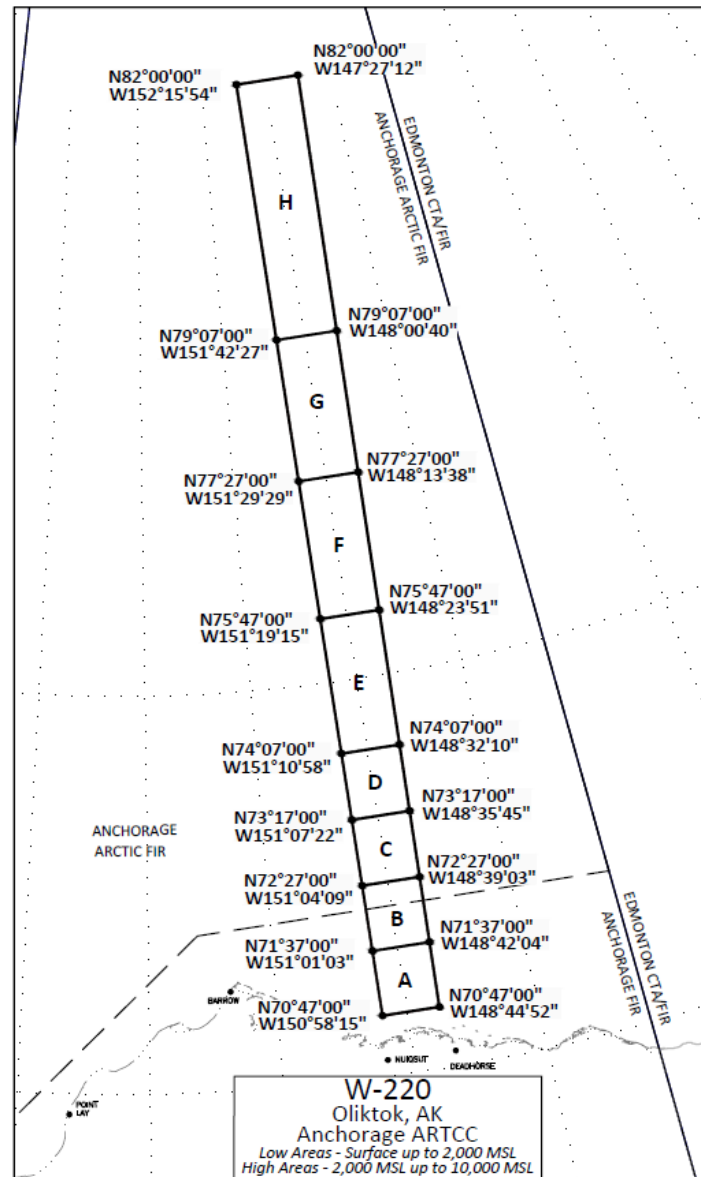 N82°00'00"
W147°27'12"
N82°00'00"
W152°15'54"
EDMONTON CTA/FIR
ANCHORAGE ARCTIC FIR
H
N79°07'00"
W148°00'40"
N79°07'00"
W151°42'27"
G
N77°27'00"
W148°13'38"
N77°27'00"
W151°29'29"
F
N75°47'00"
W148°23'51"
N75°47'00"
W151°19'15"
E
N74°07'00"
W148°32'10"
N74°07'00"
W151°10'58"
D
N73°17'00"
W148°35'45"
N73°17'00"
W151°07'22"
ANCHORAGE
ARCTIC FIR
C
N72°27'00"
W148°39'03"
N72°27'00"
W151°04'09"
B
EDMONTON CTA/FIR
ANCHORAGE FIR
N71°37'00"
W148°42'04"
N71°37'00"
W151°01'03"
A
BARROW
N70°47'00"
W148°44'52"
N70°47'00"
W150°58'15"
NUIQSUT
DEADHORSE
POINT
LAY
W-220
Oliktok, AK
Anchorage ARTCC
Low Areas - Surface up to 2,000 MSL
High Areas - 2,000 MSL up to 10,000 MSL